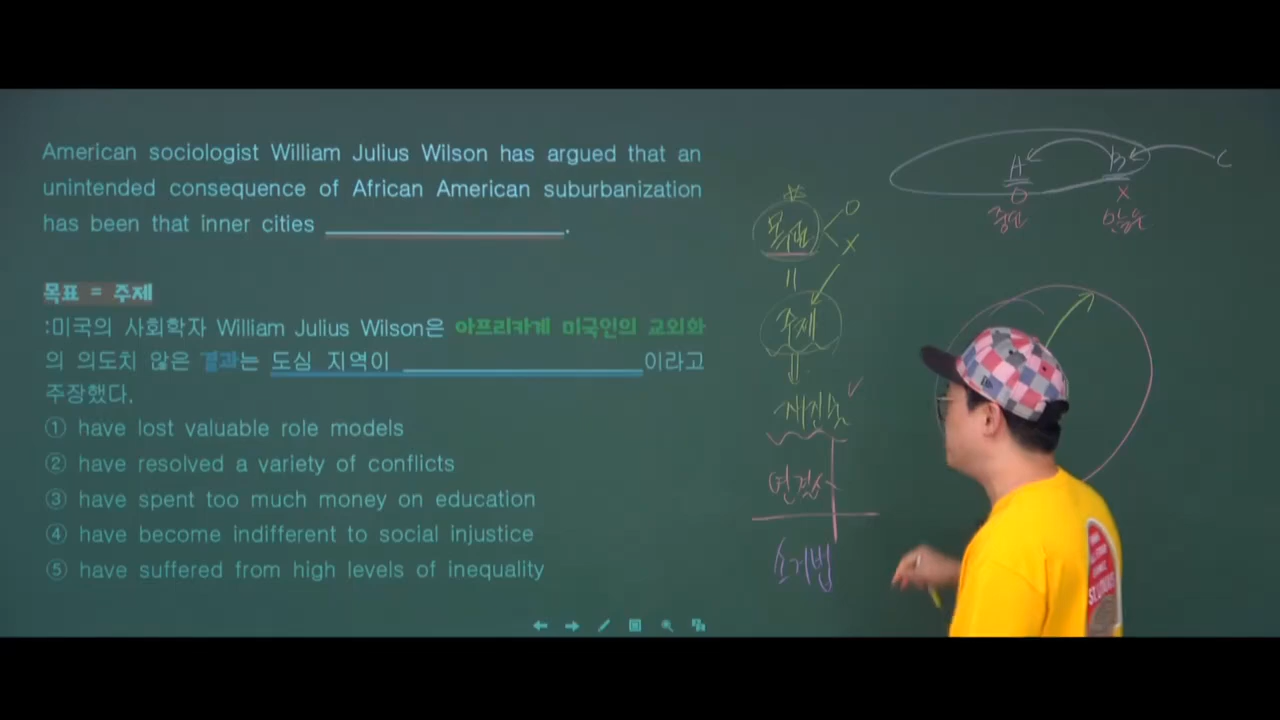 American sociologist William Julius Wilson has argued that an
unintended consequence of African American suburbanization
has been that inner cities ____________________.
목표 = 주제
:미국의 사회학자 William Julius Wilson은 아프리카계 미국인의 교외화
의 의도치 않은 결과는 도심 지역이 ____________________이라고
주장했다.
① have lost valuable role models
② have resolved a variety of conflicts
③ have spent too much money on education
④ have become indifferent to social injustice
⑤ have suffered from high levels of inequality
목표
O
X
=
주제
재진술
연결사
소거법
A
B
C
O
X